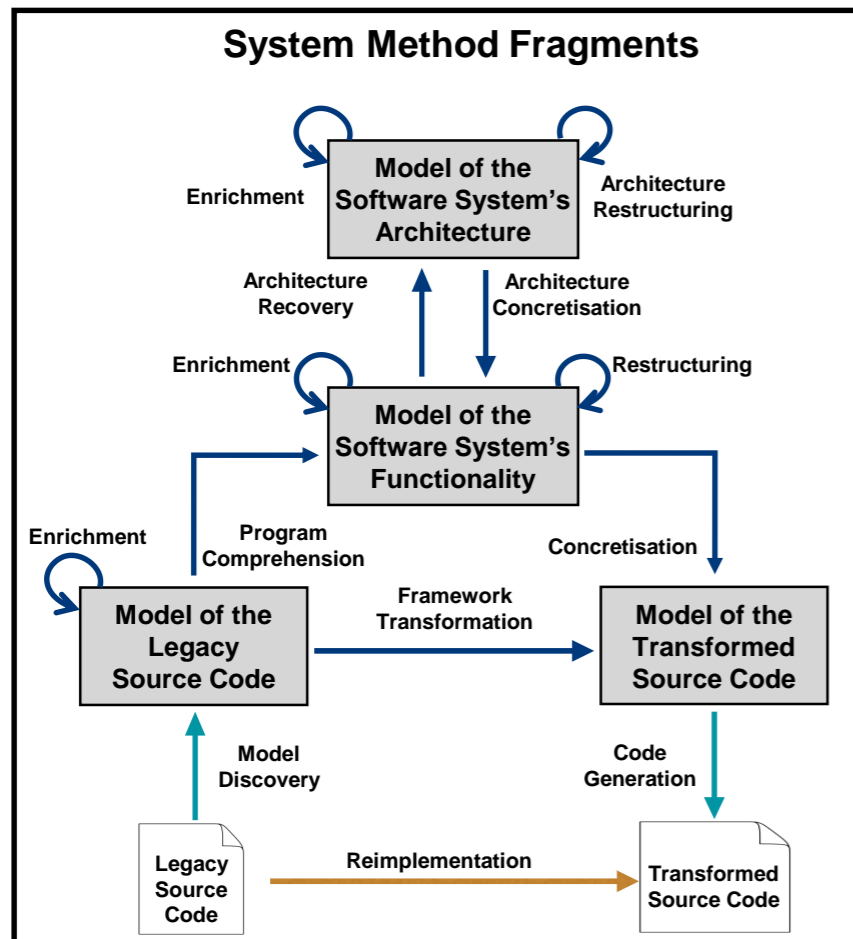 System Method Fragments
Enrichment
Model of the
Software System's
Architecture
Architecture
Restructuring
Architecture
Recovery
Architecture
Concretisation
Enrichment
Restructuring
Model of the
Software System's
Functionality
Enrichment
Program
Comprehension
Concretisation
Model of the
Legacy
Source Code
Framework
Transformation
Model of the
Transformed
Source Code
Model
Discovery
Code
Generation
Legacy
Source
Code
Reimplementation
Transformed
Source Code